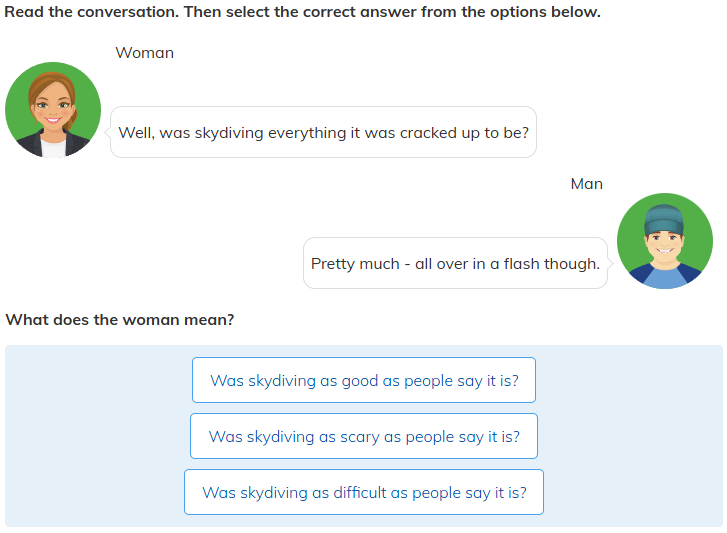 Read the conversation. Then select the correct answer from the options below.
Woman
Well, was skydiving everything it was cracked up to be?
Man
Pretty much - all over in a flash though.
What does the woman mean?
Was skydiving as good as people say it is?
Was skydiving as scary as people say it is?
Was skydiving as difficult as people say it is?